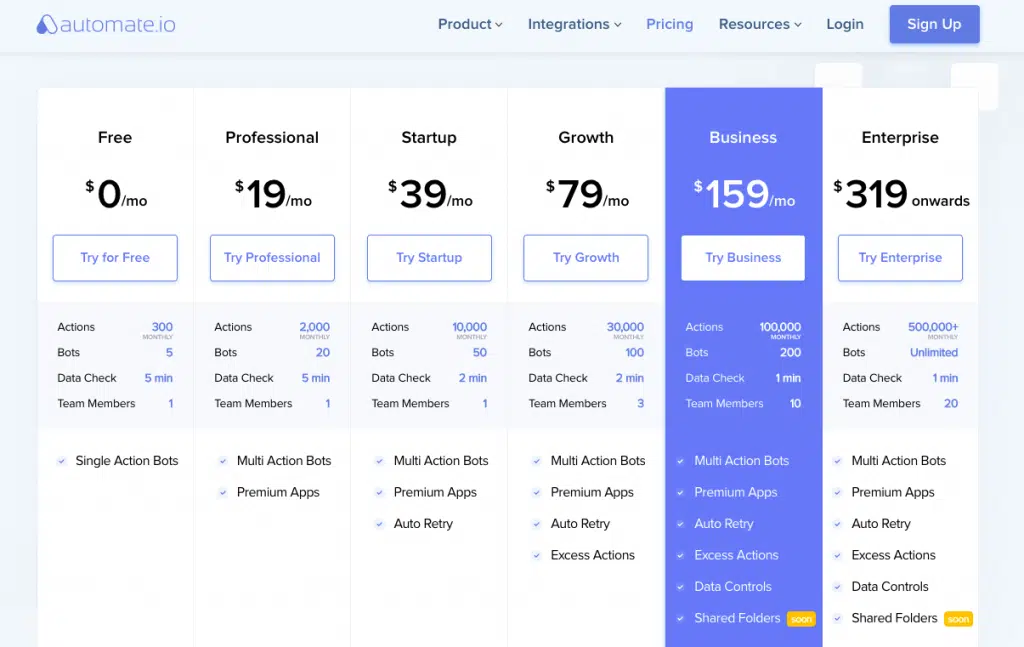 automate.io Product Integrations Pricing Resources Login Sign Up
Free Professional Startup Growth Business Enterprise
$0/mo $19/mo $39/mo $79/mo $159/mo $319 onwards
Try for Free Try Professional Try Startup Try Growth Try Business Try Enterprise
Actions 300 Actions 2,000 Actions 10,000 Actions 30,000 Actions 100,000 Actions 500,000+
MONTHLY MONTHLY MONTHLY MONTHLY MONTHLY MONTHLY
Bots 5 Bots 20 Bots 50 Bots 100 Bots 200 Bots Unlimited
Data Check 5 min Data Check 5 min Data Check 2 min Data Check 2 min Data Check 1 min Data Check 1 min
Team Members 1 Team Members 1 Team Members 1 Team Members 3 Team Members 10 Team Members 20
Single Action Bots Multi Action Bots Multi Action Bots Multi Action Bots Multi Action Bots Multi Action Bots
Premium Apps Premium Apps Premium Apps Premium Apps Premium Apps
Auto Retry Auto Retry Auto Retry Auto Retry
Excess Actions Excess Actions Excess Actions
Data Controls Data Controls
Shared Folders soon Shared Folders soon